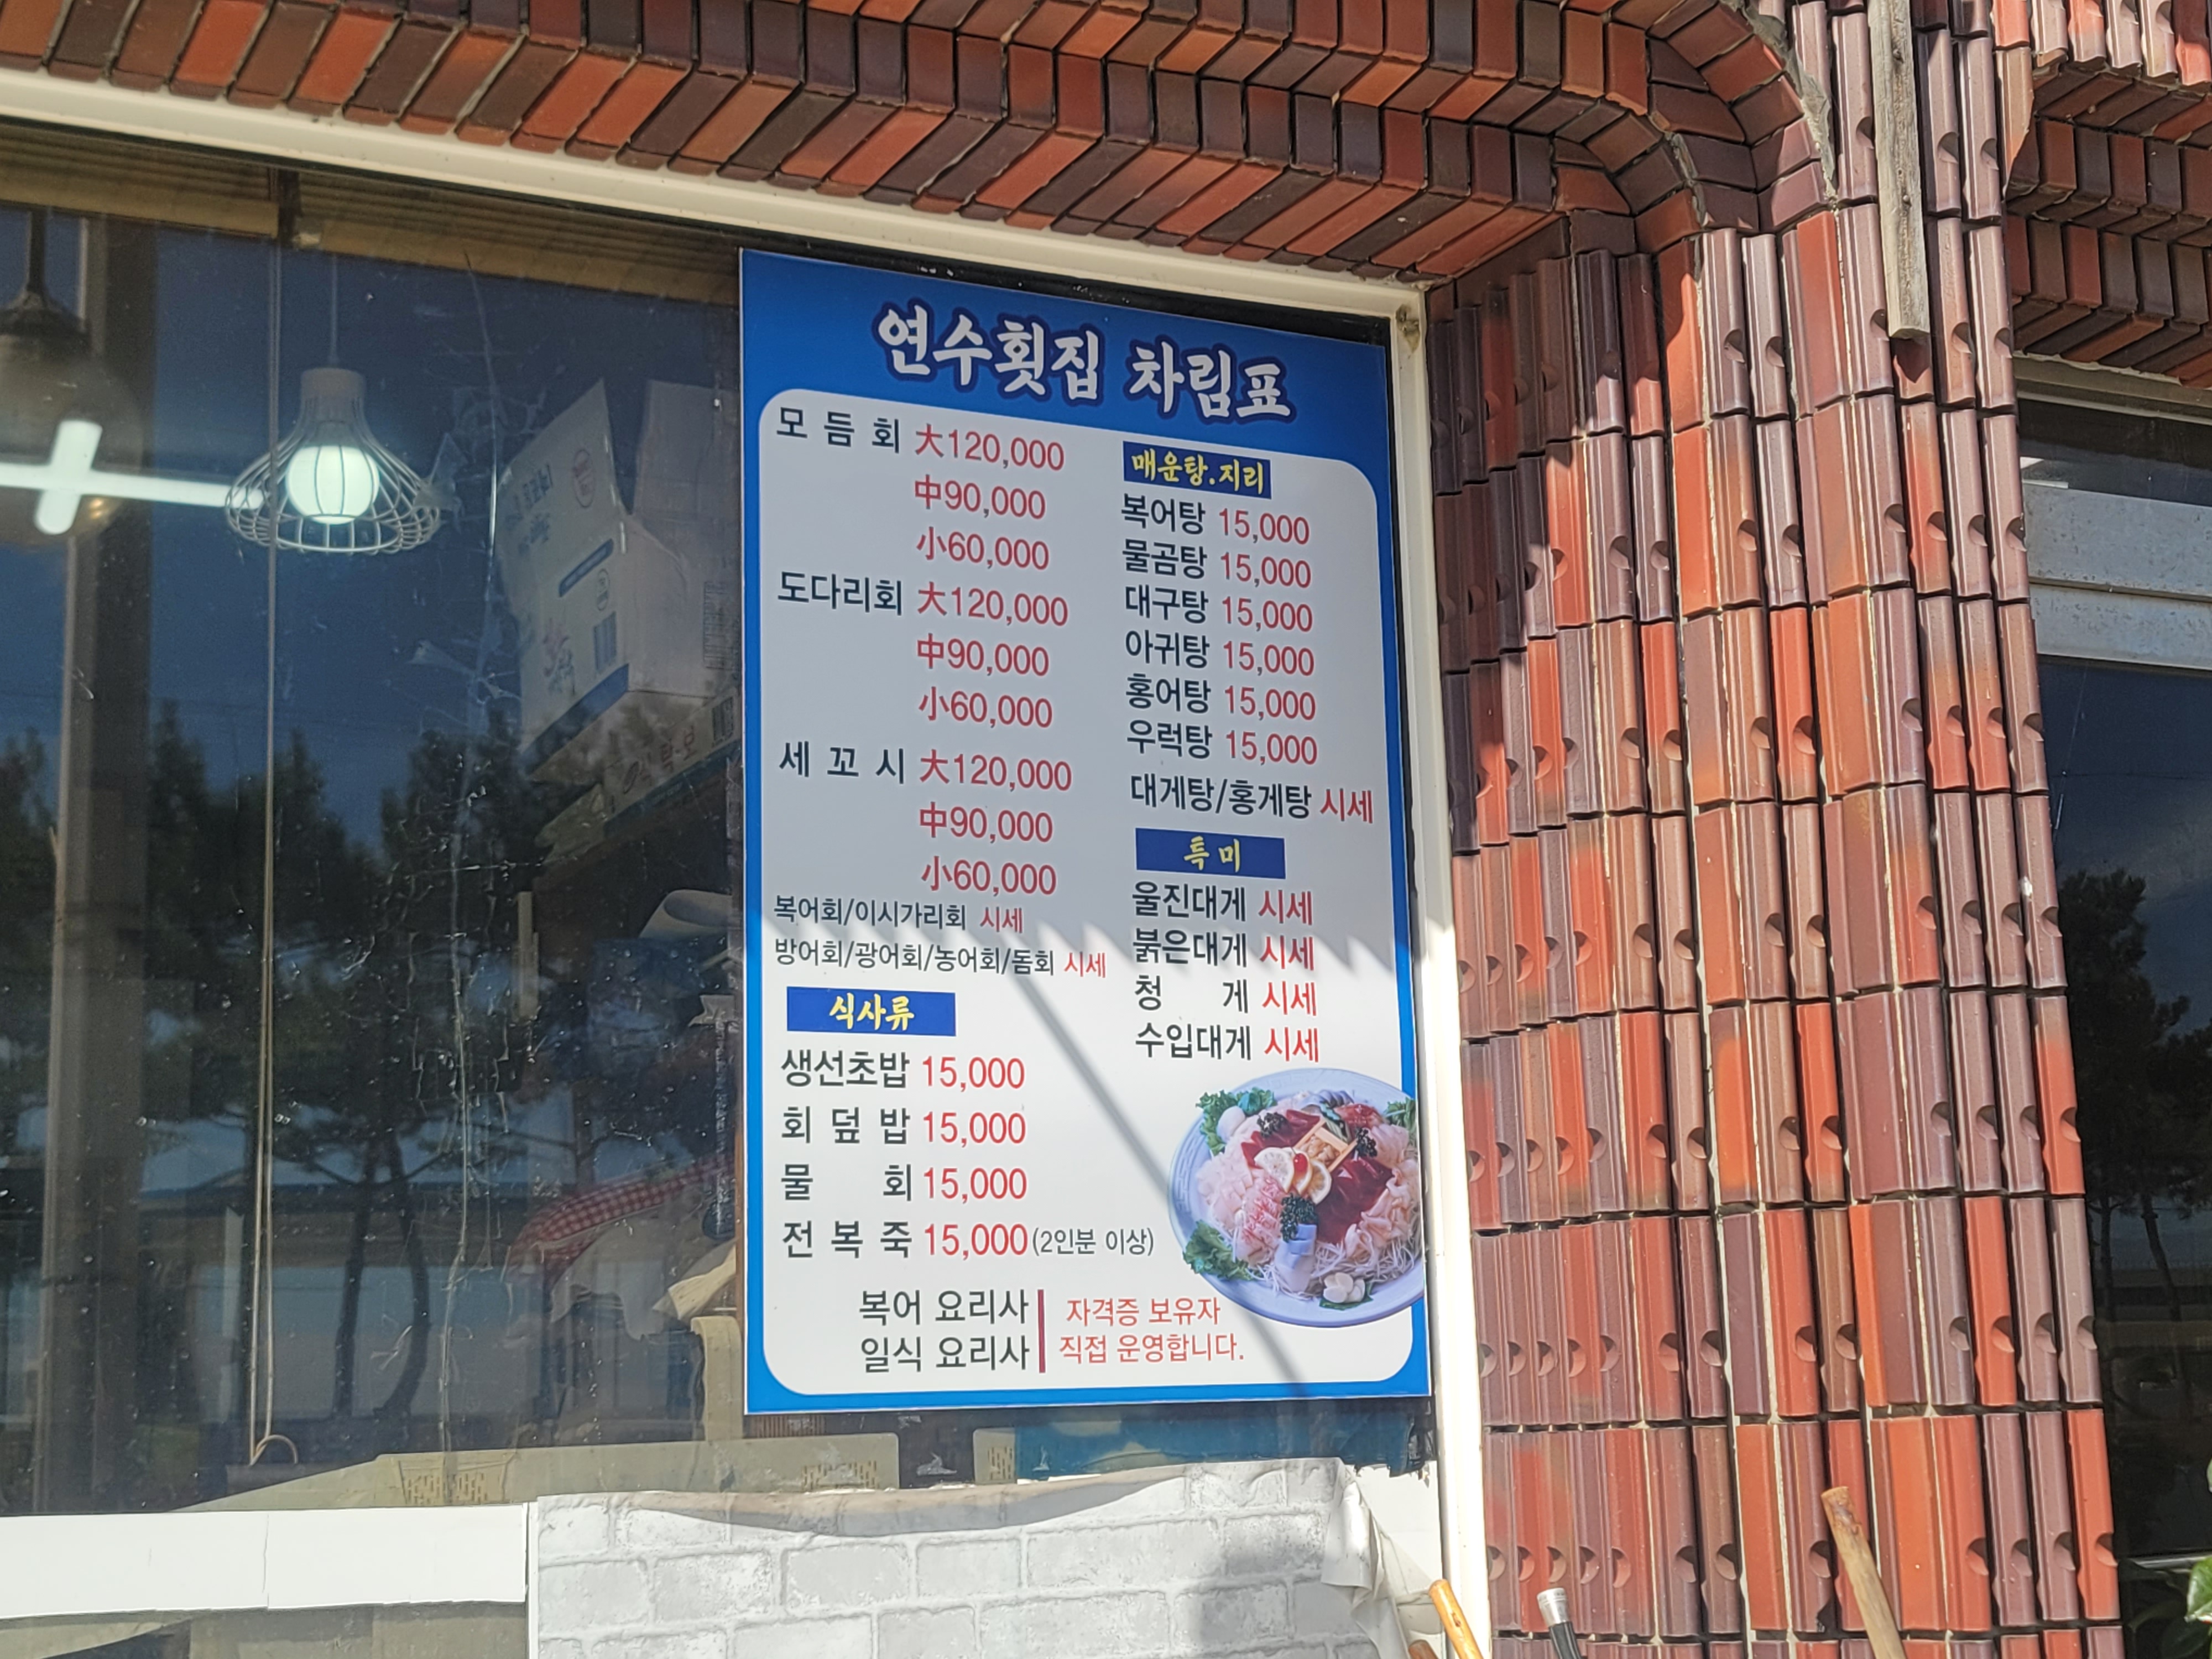 연수횟집 차림표
모듬회 大120,000
中90,000
小60,000
도다리회 大120,000
中90,000
小60,000
세꼬시 大120,000
中90,000
小60,000
복어회/이시가리회 시세
방어회/광어회/농어회/돔회 시세
식사류
생선초밥 15,000
회덮밥 15,000
물회 15,000
전복죽 15,000(2인분 이상)
매운탕.지리
복어탕 15,000
물곰탕 15,000
대구탕 15,000
아귀탕 15,000
홍어탕 15,000
우럭탕 15,000
대게탕/홍게탕 시세
특미
울진대게 시세
붉은대게 시세
청게 시세
수입대게 시세
복어 요리사
일식 요리사
자격증 보유자
직접 운영합니다.